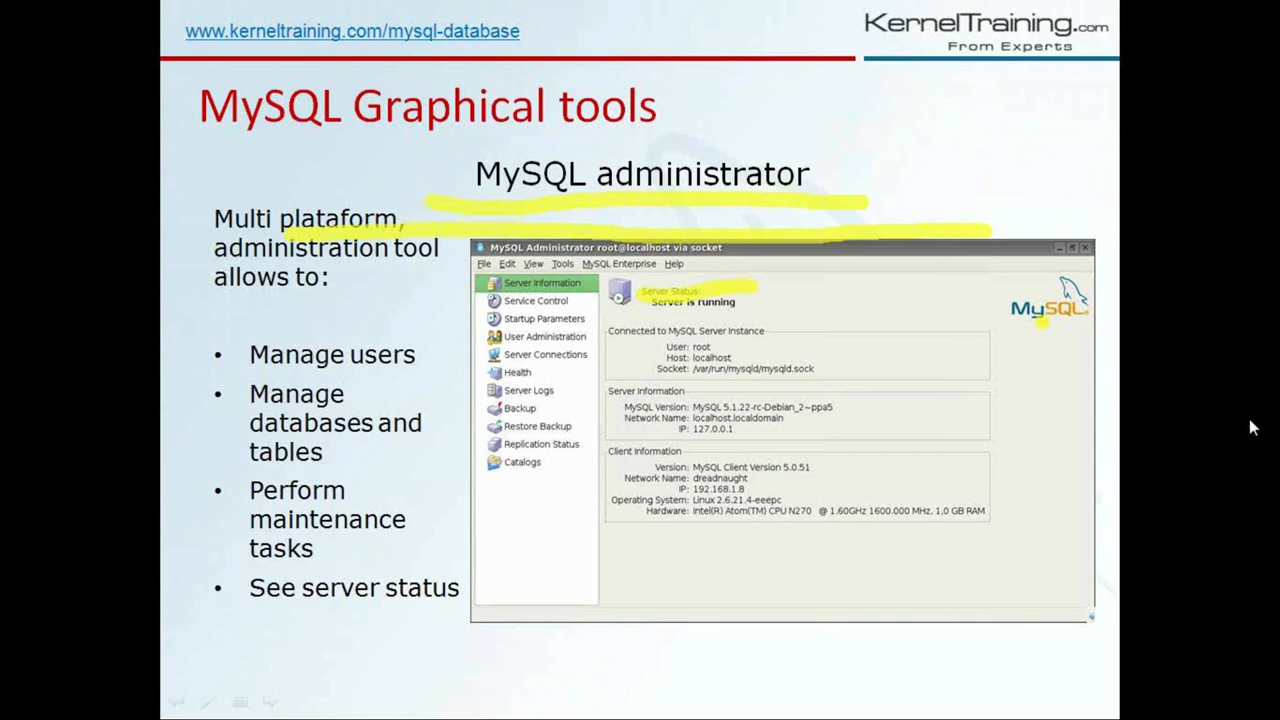 www.kerneltraining.com/mysql-database
KernelTraining.com
From Experts
MySQL Graphical tools
MySQL administrator
Multi plataform,
administration tool
allows to:
• Manage users
• Manage
databases and
tables
• Perform
maintenance
tasks
• See server status
MySQL Administrator root@localhost via socket
File Edit View Tools MySQL Enterprise Help
Server Information
Service Control
Startup Parameters
User Administration
Server Connections
Health
Server Logs
Backup
Restore Backup
Replication Status
Catalogs
Server Status:
Server is running
MySQL
Connected to MySQL Server Instance
User: root
Host: localhost
Socket: /var/run/mysqld/mysqld.sock
Server Information
MySQL Version: MySQL 5.1.22-rc-Debian_2~ppa5
Network Name: localhost.localdomain
IP: 127.0.0.1
Client Information
Version: MySQL Client Version 5.0.51
Network Name: dreadnaught
IP: 192.168.1.8
Operating System: Linux 2.6.21.4-eeepc
Hardware: Intel(R) Atom(TM) CPU N270 @ 1.60GHz 1600.000 MHz, 1.0 GB RAM